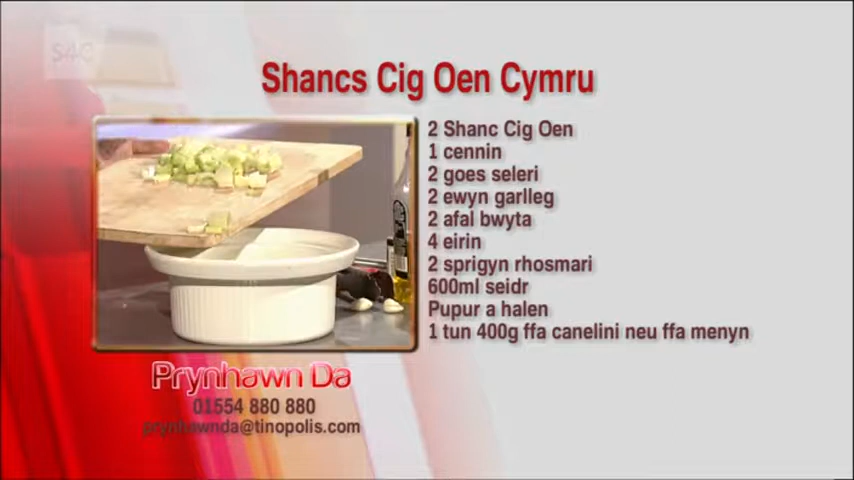 S4C
Shancs Cig Oen Cymru
2 Shanc Cig Oen
1 cennin
2 goes seleri
2 ewyn garlleg
2 afal bwyta
4 eirin
2 sprigyn rhosmari
600ml seidr
Pupur a halen
1 tun 400g ffa canelini neu ffa menyn
Prynhawn Da
01554 880 880
prynhawnda@tinopolis.com